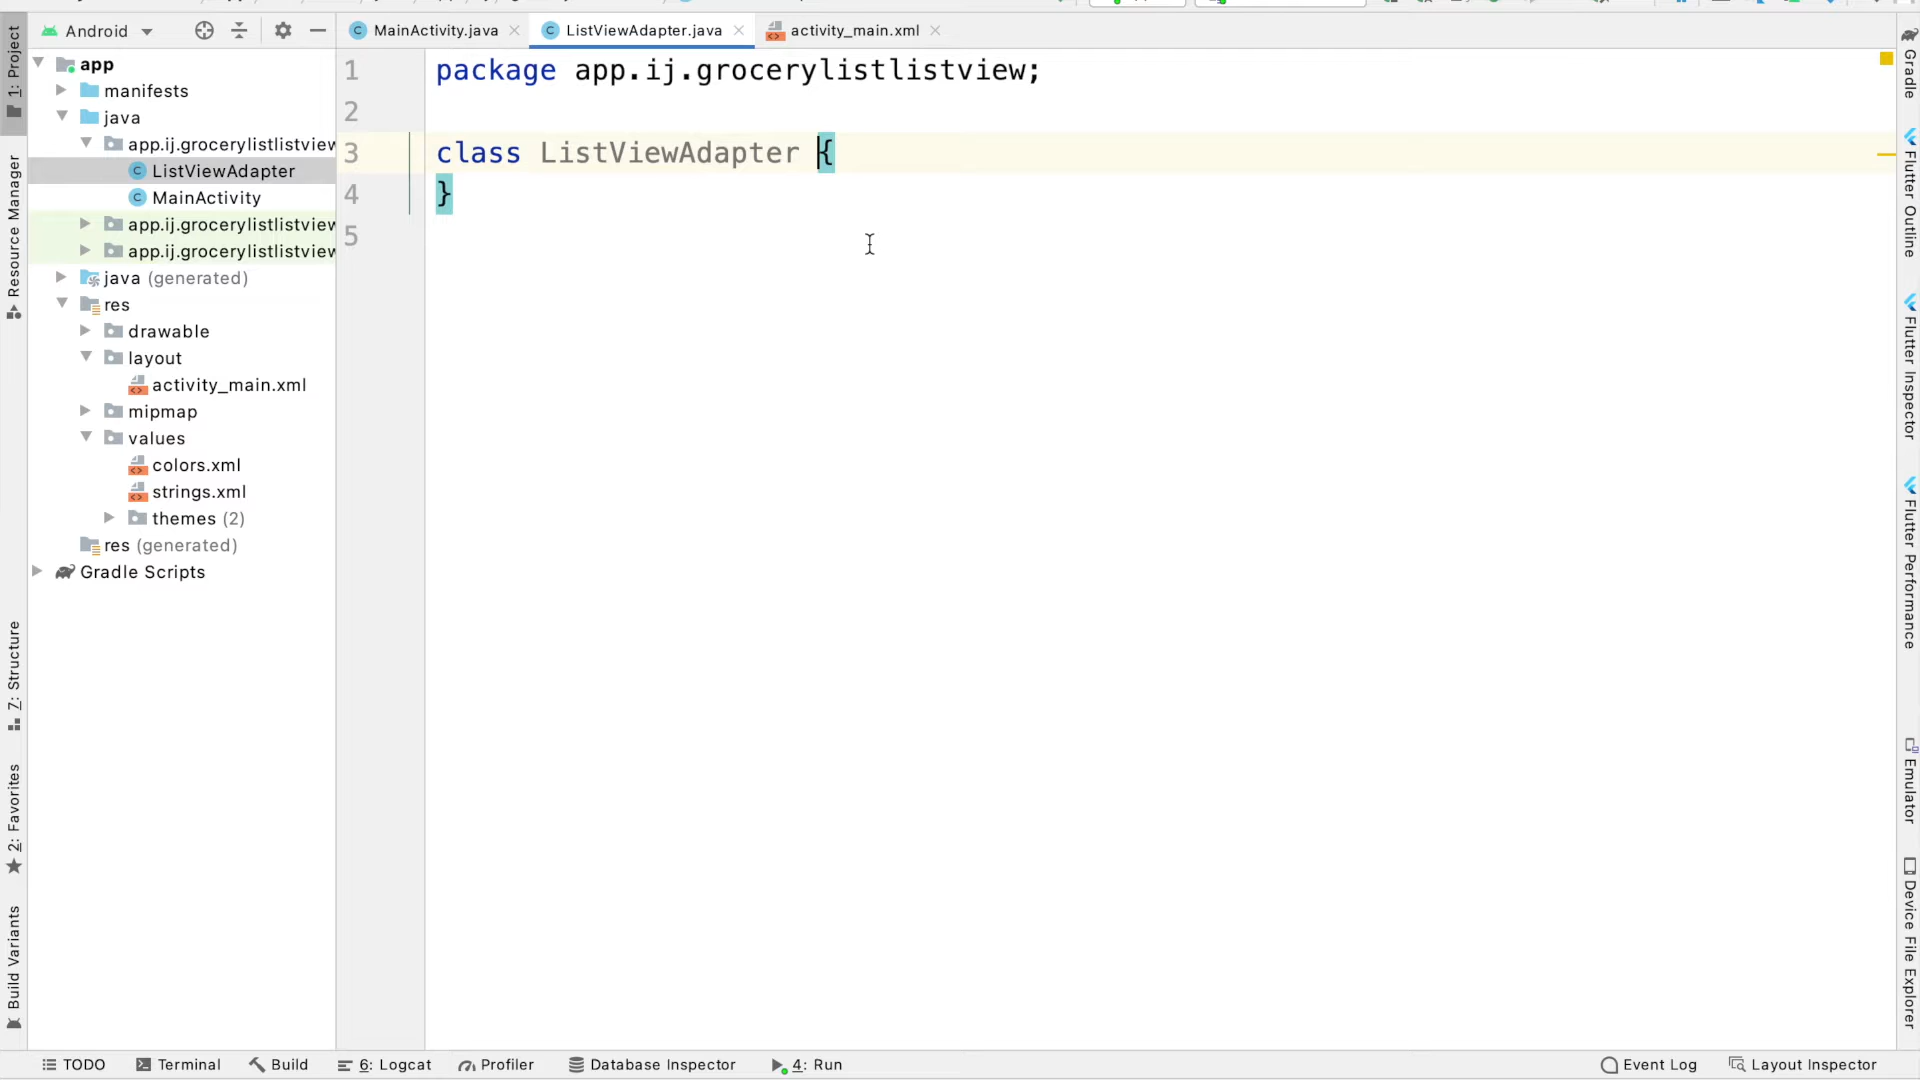 Android
MainActivity.java
ListViewAdapter.java
activity_main.xml
1: Project
Resource Manager
7: Structure
2: Favorites
Build Variants
app
manifests
java
app.ij.grocerylistlistview
ListViewAdapter
MainActivity
app.ij.grocerylistlistview
app.ij.grocerylistlistview
java (generated)
res
drawable
layout
activity_main.xml
mipmap
values
colors.xml
strings.xml
themes (2)
res (generated)
Gradle Scripts
1 package app.ij.grocerylistlistview;
2
3 class ListViewAdapter {
4 }
5
Gradle
Flutter Outline
Flutter Inspector
Flutter Performance
Emulator
Device File Explorer
TODO
Terminal
Build
6: Logcat
Profiler
Database Inspector
4: Run
Event Log
Layout Inspector